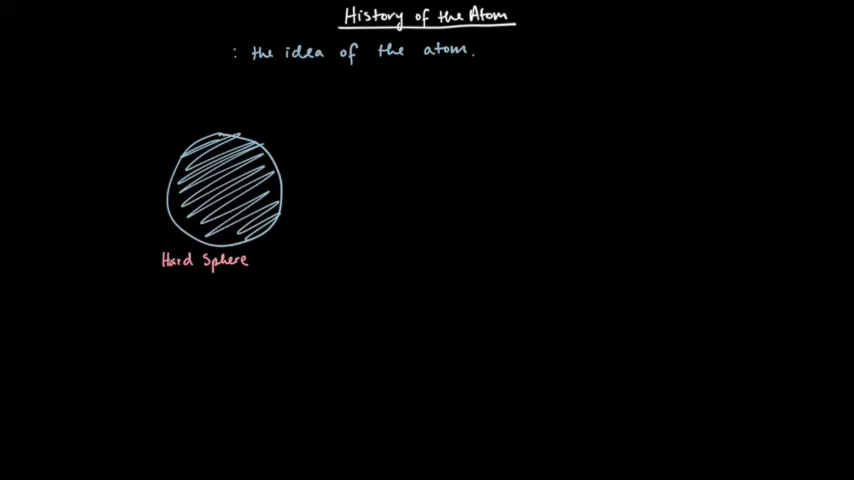 History of the Atom
: the idea of the atom.
Hard Sphere